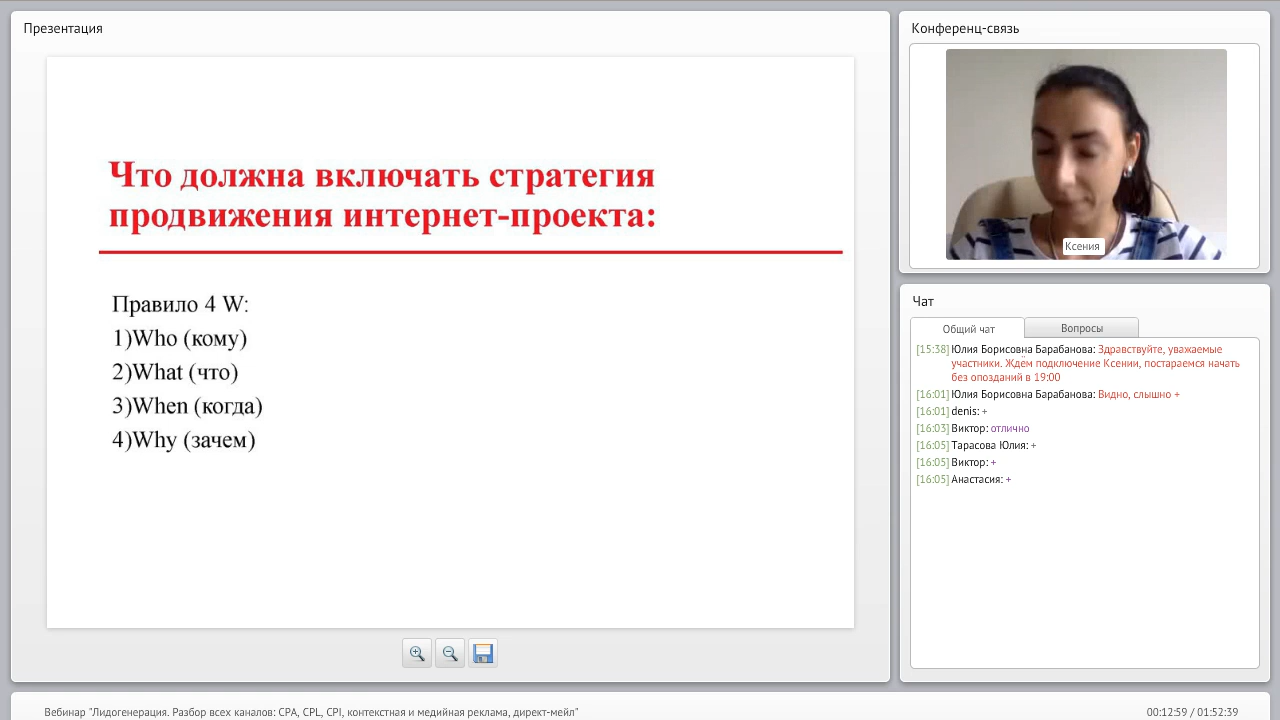 Презентация
Что должна включать стратегия
продвижения интернет-проекта:
Правило 4 W:
1)Who (кому)
2)What (что)
3)When (когда)
4)Why (зачем)
Конференц-связь
Ксения
Чат
Общий чат
Вопросы
[15:38] Юлия Борисовна Барабанова: Здравствуйте, уважаемые
участники. Ждём подключение Ксении, постараемся начать
без опозданий в 19:00
[16:01] Юлия Борисовна Барабанова: Видно, слышно +
[16:01] denis: +
[16:03] Виктор: отлично
[16:05] Тарасова Юлия: +
[16:05] Виктор: +
[16:05] Анастасия: +
Вебинар "Лидогенерация. Разбор всех каналов: CPA, CPL, CPI, контекстная и медийная реклама, директ-мейл"
00:12:59 / 01:52:39